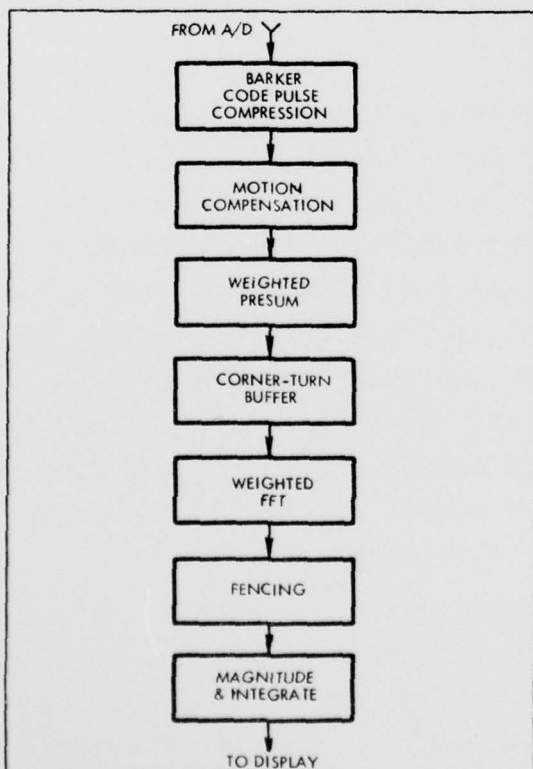 FROM A/D
BARKER
CODE PULSE
COMPRESSION
MOTION
COMPENSATION
WEIGHTED
PRESUM
CORNER-TURN
BUFFER
WEIGHTED
FFT
FENCING
MAGNITUDE
& INTEGRATE
TO DISPLAY